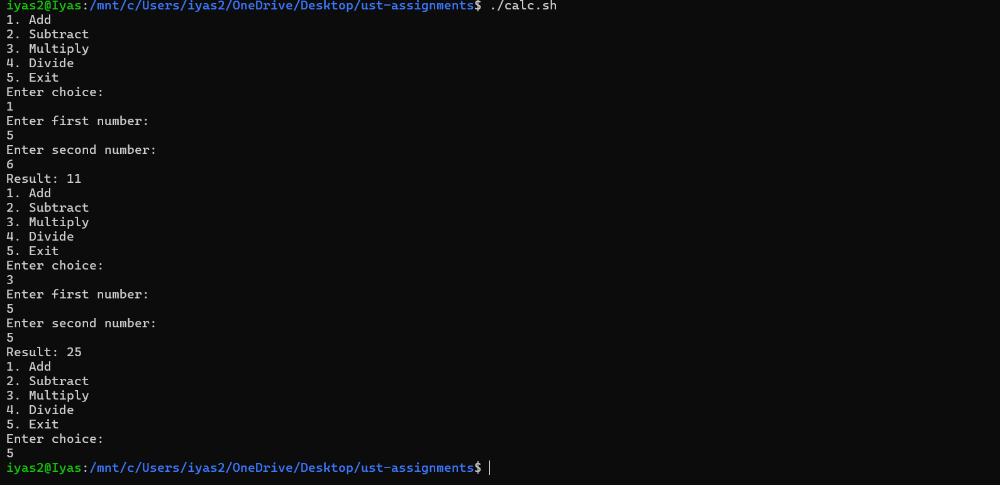 iyas2@Iyas:/mnt/c/Users/iyas2/OneDrive/Desktop/ust-assignments$ ./calc.sh
1. Add
2. Subtract
3. Multiply
4. Divide
5. Exit
Enter choice:
1
Enter first number:
5
Enter second number:
6
Result: 11
1. Add
2. Subtract
3. Multiply
4. Divide
5. Exit
Enter choice:
3
Enter first number:
5
Enter second number:
5
Result: 25
1. Add
2. Subtract
3. Multiply
4. Divide
5. Exit
Enter choice:
5
iyas2@Iyas:/mnt/c/Users/iyas2/OneDrive/Desktop/ust-assignments$